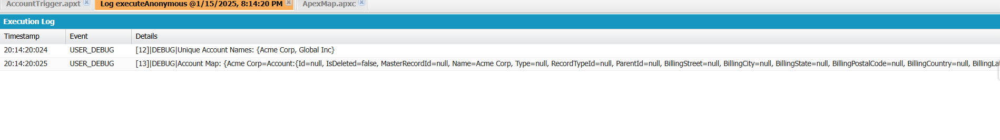 AccountTrigger.apxt Log executeAnonymous @1/15/2025, 8:14:20 PM ApexMap.apxc
Execution Log
Timestamp Event Details
20:14:20:024 USER_DEBUG [12]|DEBUG|Unique Account Names: {Acme Corp, Global Inc}
20:14:20:025 USER_DEBUG [13]|DEBUG|Account Map: {Acme Corp=Account:{Id=null, IsDeleted=false, MasterRecordId=null, Name=Acme Corp, Type=null, RecordTypeId=null, ParentId=null, BillingStreet=null, BillingCity=null, BillingState=null, BillingPostalCode=null, BillingCountry=null, BillingLa